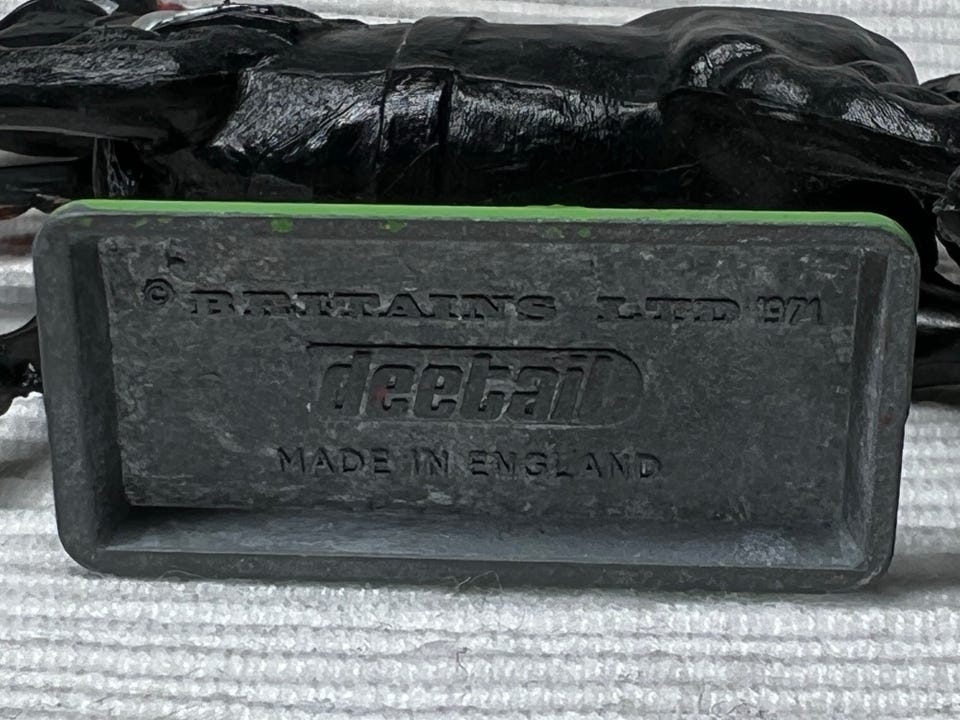 © BRITAINS LTD 1971
deetail
MADE IN ENGLAND